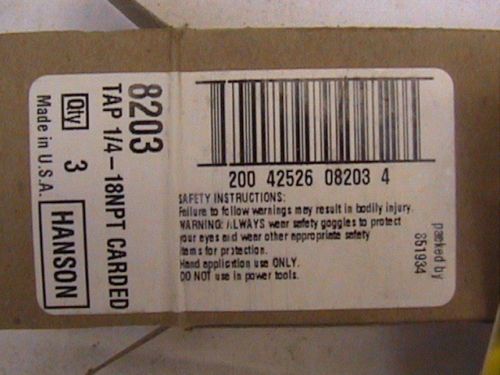 8203
TAP 1/4-18NPT CARDED
Qty 3 HANSON
Made in U.S.A.
200 42526 08203 4
SAFETY INSTRUCTIONS:
Failure to follow warnings may result in bodily injury.
WARNING: ALWAYS wear safety goggles to protect
your eyes and wear other appropriate safety
items for protection.
Hand application use ONLY.
DO NOT use in power tools.
packed by
851934